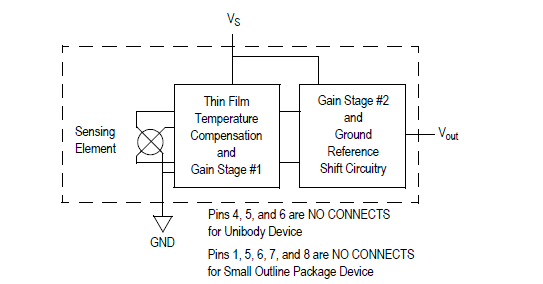 VS
Sensing
Element
Thin Film
Temperature
Compensation
and
Gain Stage #1
Gain Stage #2
and
Ground
Reference
Shift Circuitry
Vout
GND
Pins 4, 5, and 6 are NO CONNECTS
for Unibody Device
Pins 1, 5, 6, 7, and 8 are NO CONNECTS
for Small Outline Package Device